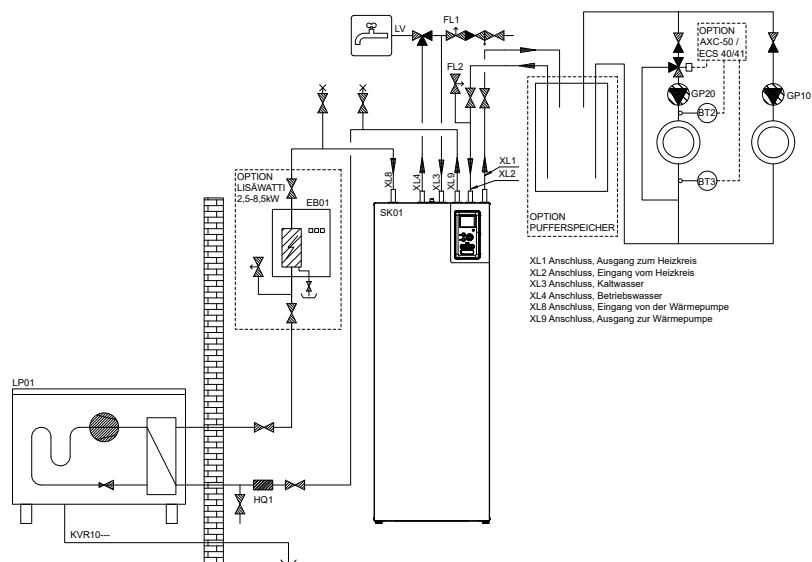 LV
FL1
FL2
OPTION
AXC-50 /
ECS 40/41
GP20
GP10
BT2
BT3
XL1
XL2
XL8
XL4
XL3
XL9
OPTION
LISÄWATTI
2,5-8,5kW
EB01
SK01
OPTION
PUFFERSPEICHER
XL1 Anschluss, Ausgang zum Heizkreis
XL2 Anschluss, Eingang vom Heizkreis
XL3 Anschluss, Kaltwasser
XL4 Anschluss, Betriebswasser
XL8 Anschluss, Eingang von der Wärmepumpe
XL9 Anschluss, Ausgang zur Wärmepumpe
LP01
HQ1
KVR10---